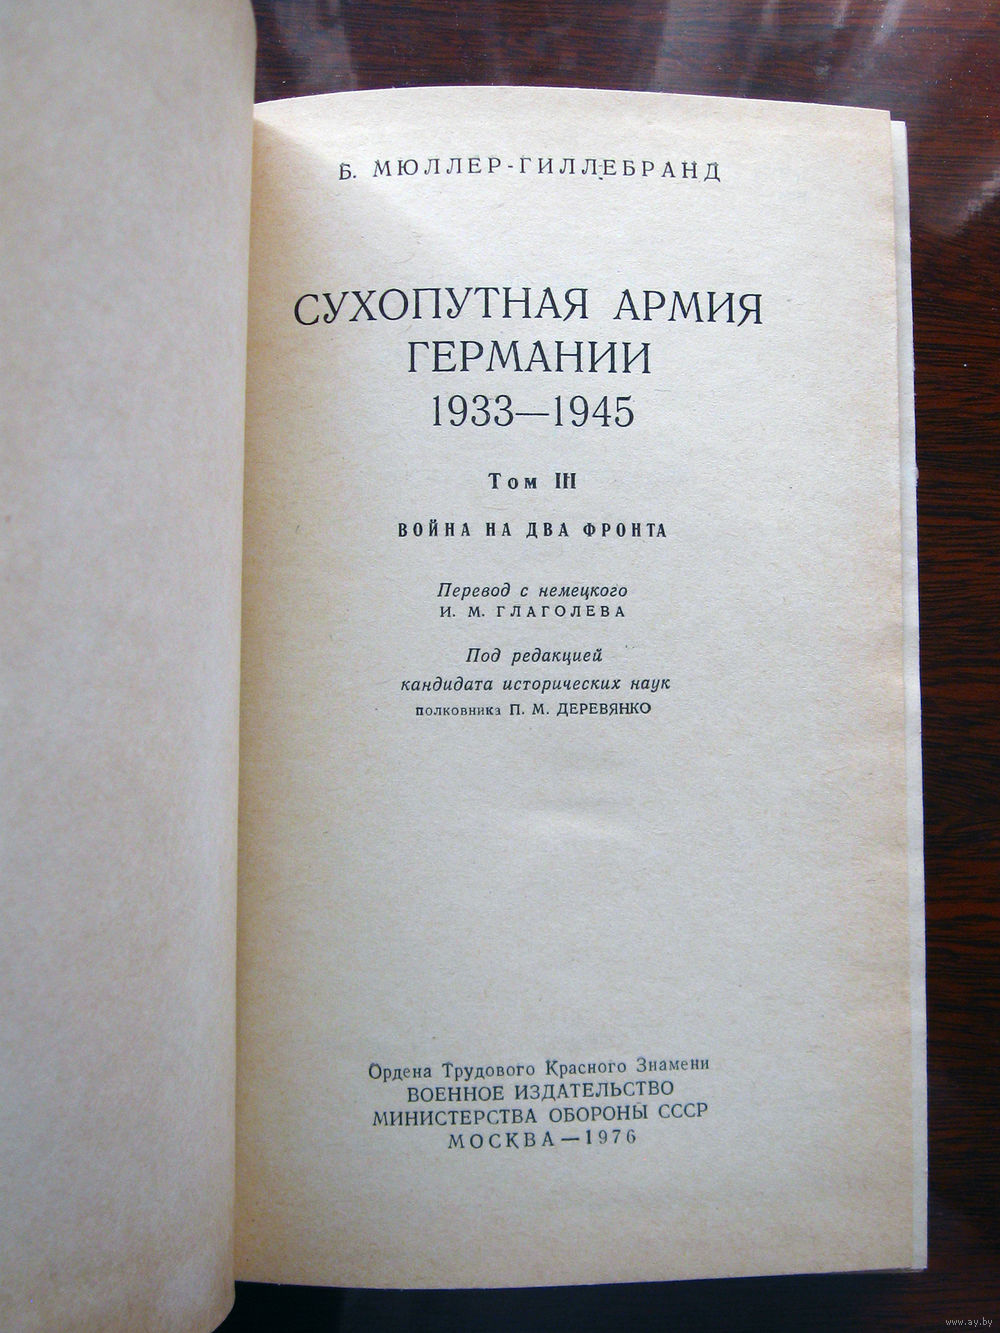 Б. МЮЛЛЕР-ГИЛЛЕБРАНД
СУХОПУТНАЯ АРМИЯ
ГЕРМАНИИ
1933—1945
Том III
ВОЙНА НА ДВА ФРОНТА
Перевод с немецкого
И. М. ГЛАГОЛЕВА
Под редакцией
кандидата исторических наук
полковника П. М. ДЕРЕВЯНКО
Ордена Трудового Красного Знамени
ВОЕННОЕ ИЗДАТЕЛЬСТВО
МИНИСТЕРСТВА ОБОРОНЫ СССР
МОСКВА—1976
www.ay.by